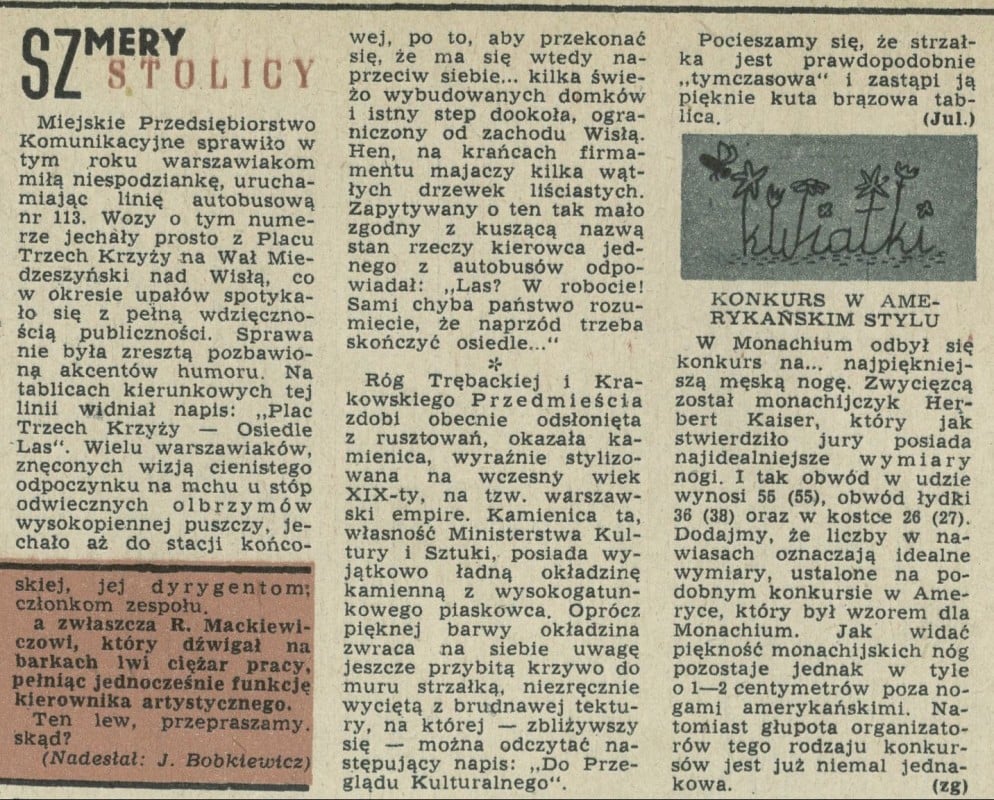 SZMERY
STOLICY
Miejskie Przedsiębiorstwo
Komunikacyjne sprawiło w
tym roku warszawiakom
miłą niespodziankę, urucha-
miając linię autobusową
nr 113. Wozy o tym nume-
rze jechały prosto z Placu
Trzech Krzyży na Wał Mie-
dzeszyński nad Wisłą, co
w okresie upałów spotyka-
ło się z pełną wdzięczno-
ścią publiczności. Sprawa
nie była zresztą pozbawio-
ną akcentów humoru. Na
tablicach kierunkowych tej
linii widniał napis: „Plac
Trzech Krzyży — Osiedle
Las“. Wielu warszawiaków,
znęconych wizją cienistego
odpoczynku na mchu u stóp
odwiecznych olbrzymów
wysokopiennej puszczy, je-
chało aż do stacji końco-
skiej, jej dyrygentom;
członkom zespołu.
a zwłaszcza R. Mackiewi-
czowi, który dźwigał na
barkach lwi ciężar pracy,
pełniąc jednocześnie funkcję
kierownika artystycznego.
Ten lew, przepraszamy.
skąd?
(Nadesłał: J. Bobkiewicz)
wej, po to, aby przekonać
się, że ma się wtedy na-
przeciw siebie... kilka świe-
żo wybudowanych domków
i istny step dookoła, ogra-
niczony od zachodu Wisłą.
Hen, na krańcach firma-
mentu majaczy kilka wąt-
łych drzewek liściastych.
Zapytywany o ten tak mało
zgodny z kuszącą nazwą
stan rzeczy kierowca jed-
nego z autobusów odpo-
wiadał: „Las? W robocie!
Sami chyba państwo rozu-
miecie, że naprzód trzeba
skończyć osiedle...“
*
Róg Trębackiej i Kra-
kowskiego Przedmieścia
zdobi obecnie odsłonięta
z rusztowań, okazała ka-
mienica, wyraźnie stylizo-
wana na wczesny wiek
XIX-ty, na tzw. warszaw-
ski empire. Kamienica ta,
własność Ministerstwa Kul-
tury i Sztuki, posiada wy-
jątkowo ładną okładzinę
kamienną z wysokogatun-
kowego piaskowca. Oprócz
pięknej barwy okładzina
zwraca na siebie uwagę
jeszcze przybitą krzywo do
muru strzałką, niezręcznie
wyciętą z brudnawej tektu-
ry, na której — zbliżywszy
się — można odczytać na-
stępujący napis: „Do Prze-
glądu Kulturalnego“.
Pocieszamy się, że strzał-
ka jest prawdopodobnie
„tymczasowa“ i zastąpi ją
pięknie kuta brązowa tab-
lica. (Jul.)
kwiatki
KONKURS W AME-
RYKAŃSKIM STYLU
W Monachium odbył się
konkurs na... najpiękniej-
szą męską nogę. Zwycięzcą
został monachijczyk Her-
bert Kaiser, który jak
stwierdziło jury posiada
najidealniejsze wymiary
nogi. I tak obwód w udzie
wynosi 55 (55), obwód łydki
36 (38) oraz w kostce 26 (27).
Dodajmy, że liczby w na-
wiasach oznaczają idealne
wymiary, ustalone na po-
dobnym konkursie w Ame-
ryce, który był wzorem dla
Monachium. Jak widać
piękność monachijskich nóg
pozostaje jednak w tyle
o 1—2 centymetrów poza no-
gami amerykańskimi. Na-
tomiast głupota organizato-
rów tego rodzaju konkur-
sów jest już niemal jedna-
kowa. (zg)